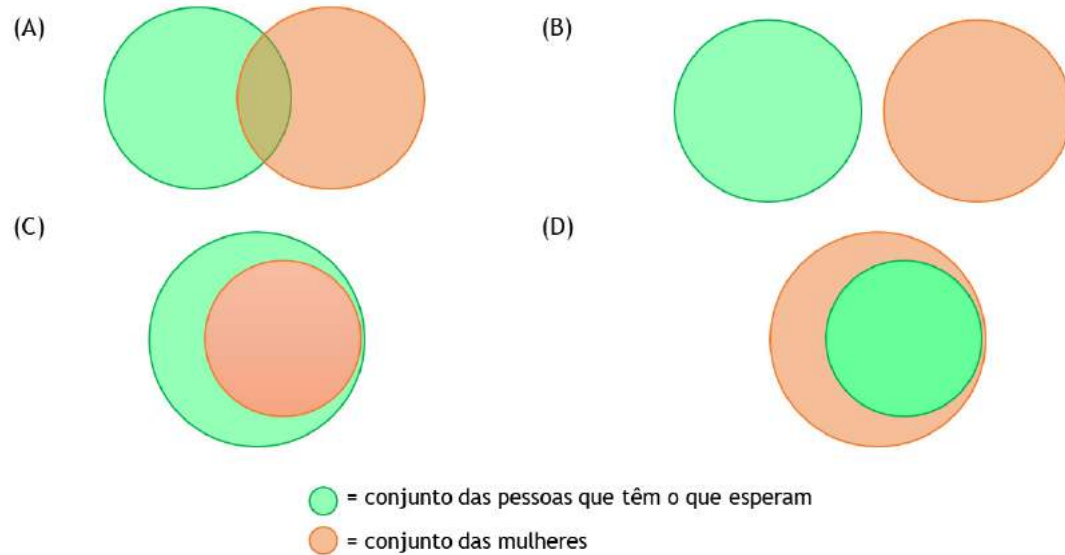 (A)
(B)
(C)
(D)
= conjunto das pessoas que têm o que esperam
= conjunto das mulheres